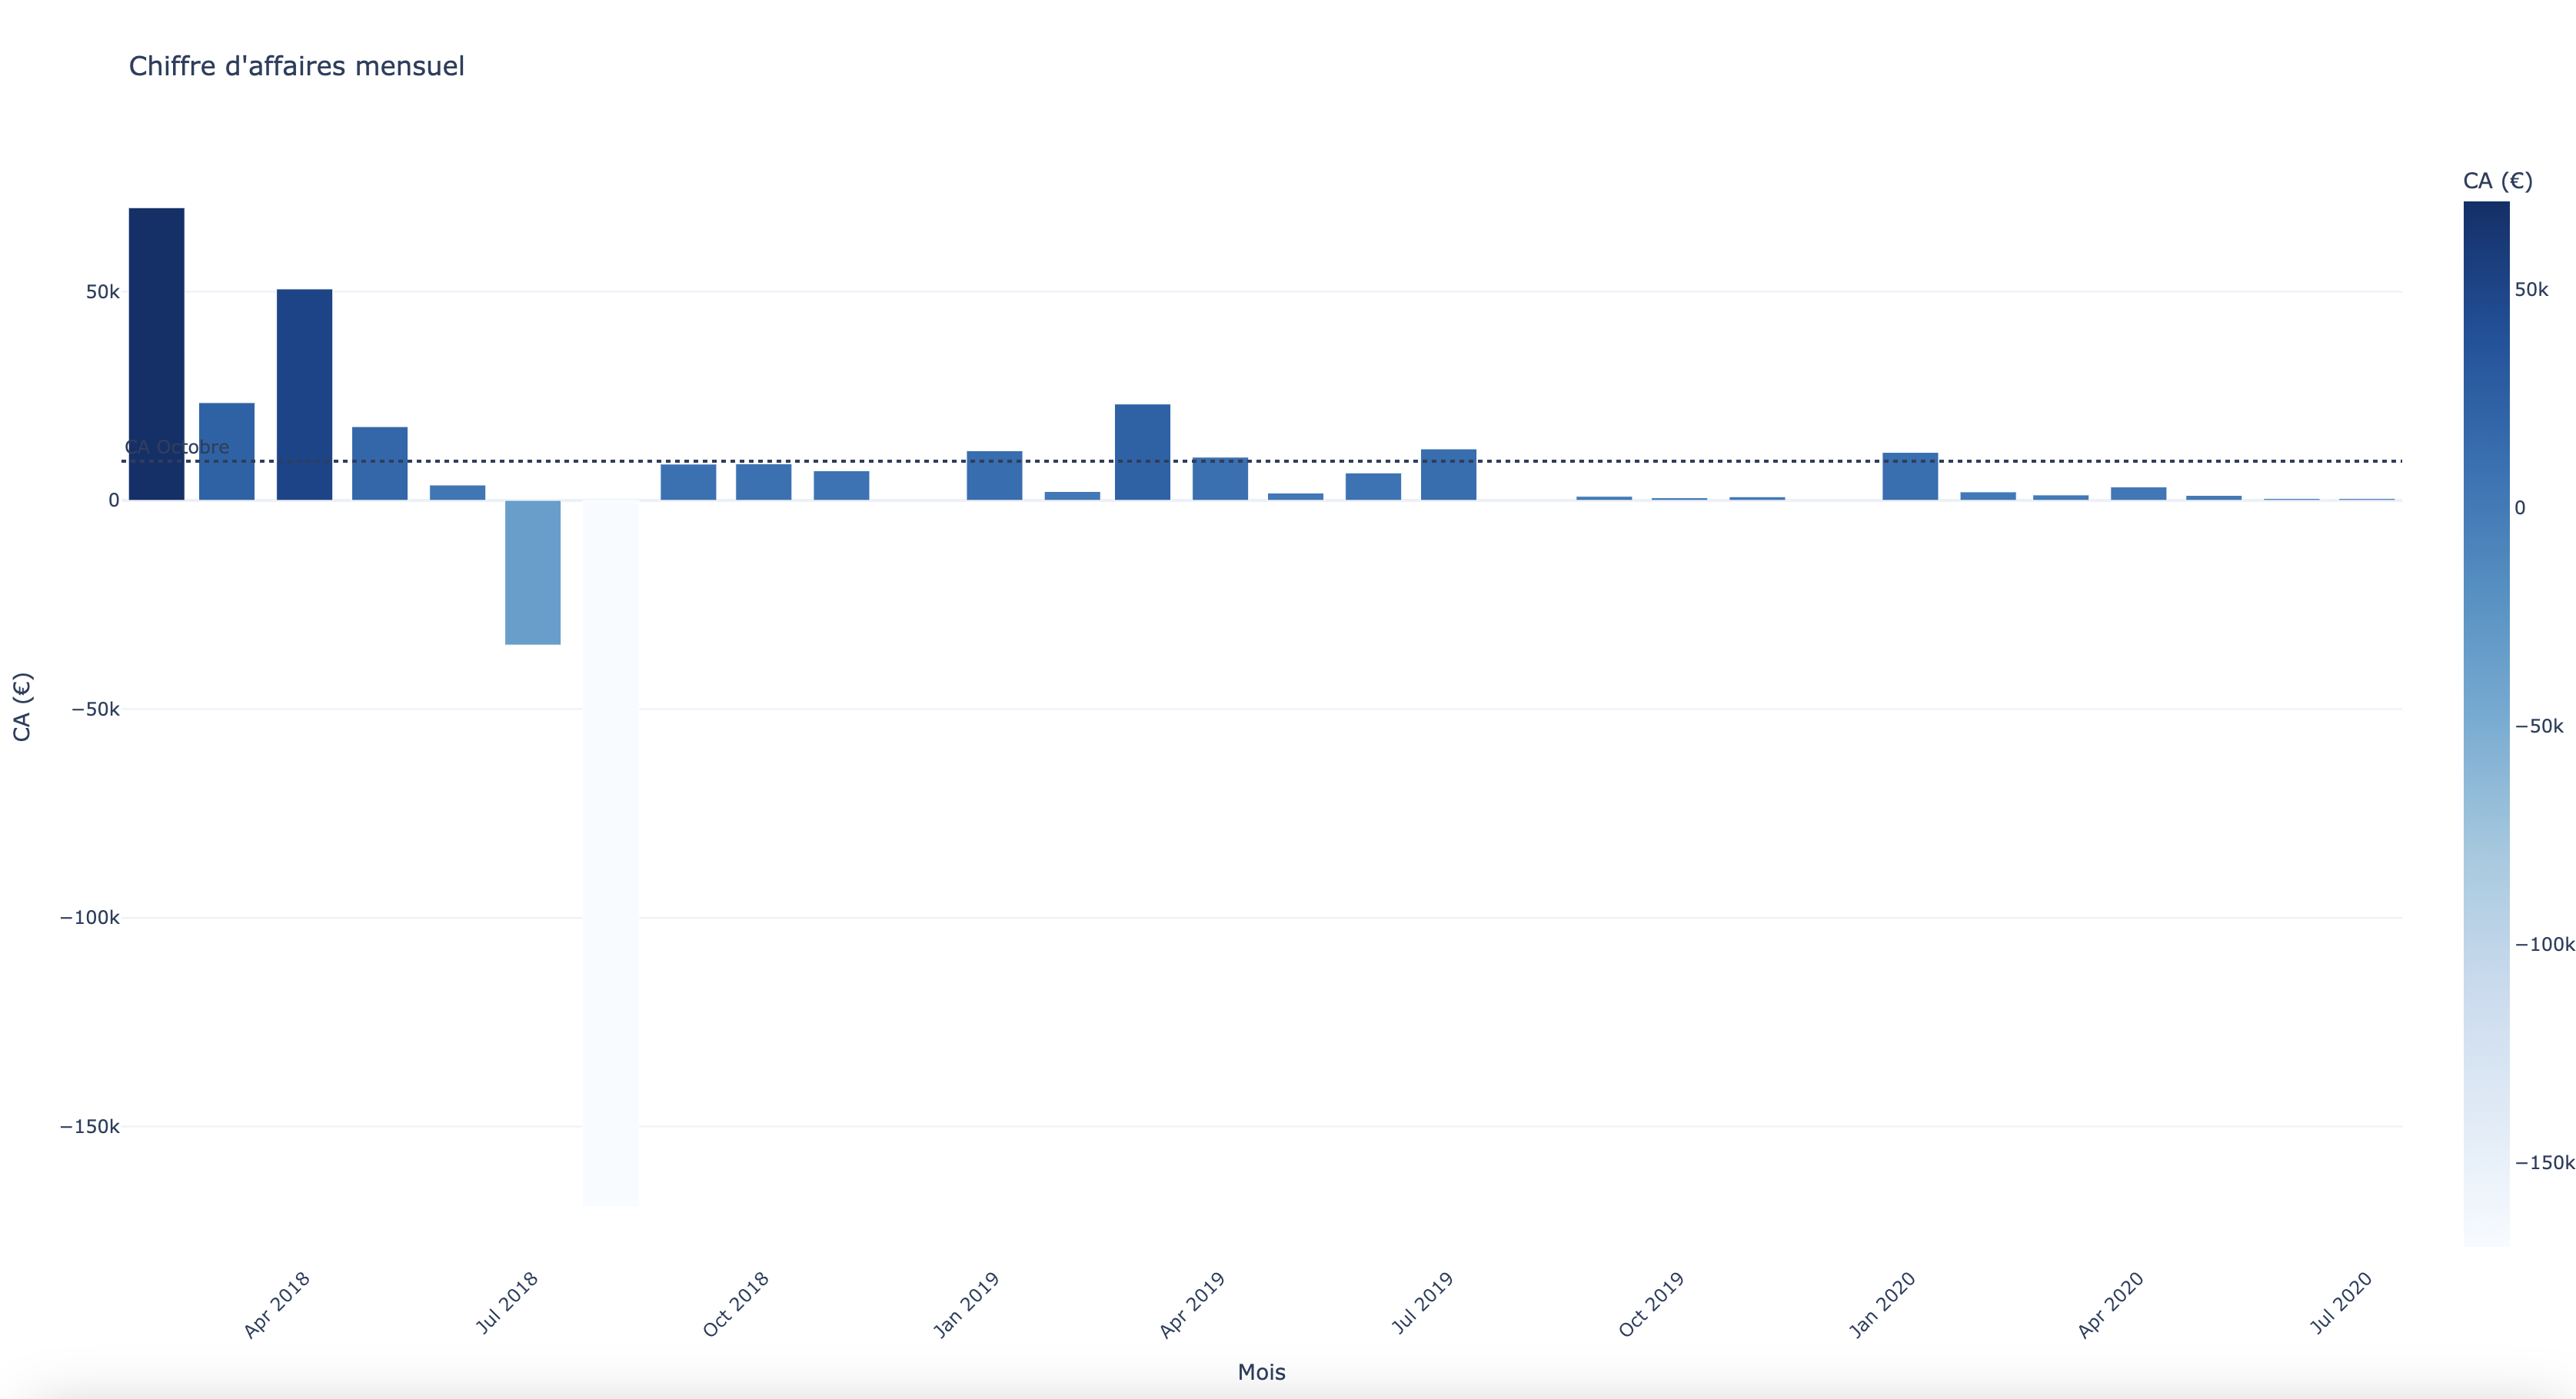 Chiffre d'affaires mensuel
CA (€)
50k
0
−50k
−100k
−150k
CA Octobre
CA (€)
50k
0
−50k
−100k
−150k
Apr 2018
Jul 2018
Oct 2018
Jan 2019
Apr 2019
Jul 2019
Oct 2019
Jan 2020
Apr 2020
Jul 2020
Mois